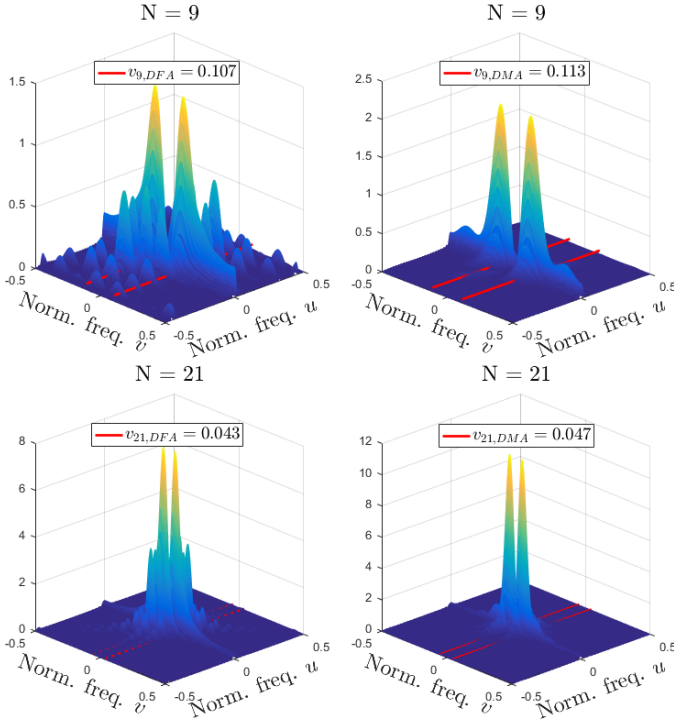 N = 9
N = 9
v_{9,DFA} = 0.107
v_{9,DMA} = 0.113
1.5
1
0.5
0
-0.5
0
0.5
-0.5
0
0.5
Norm. freq. v
Norm. freq. u
2.5
2
1.5
1
0.5
0
-0.5
0
0.5
-0.5
0
0.5
Norm. freq. v
Norm. freq. u
N = 21
N = 21
v_{21,DFA} = 0.043
v_{21,DMA} = 0.047
8
6
4
2
0
-0.5
0
0.5
-0.5
0
0.5
Norm. freq. v
Norm. freq. u
12
10
8
6
4
2
0
-0.5
0
0.5
-0.5
0
0.5
Norm. freq. v
Norm. freq. u